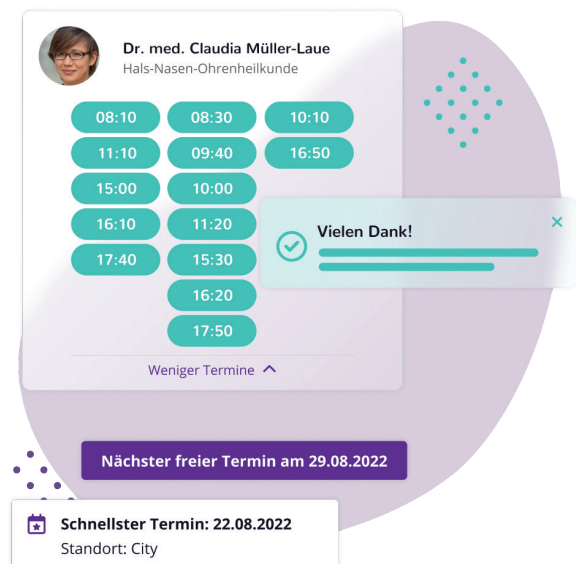 Dr. med. Claudia Müller-Laue
Hals-Nasen-Ohrenheilkunde
08:10 08:30 10:10
11:10 09:40 16:50
15:00 10:00
16:10 11:20
17:40 15:30
16:20
17:50
Vielen Dank!
Weniger Termine
Nächster freier Termin am 29.08.2022
Schnellster Termin: 22.08.2022
Standort: City